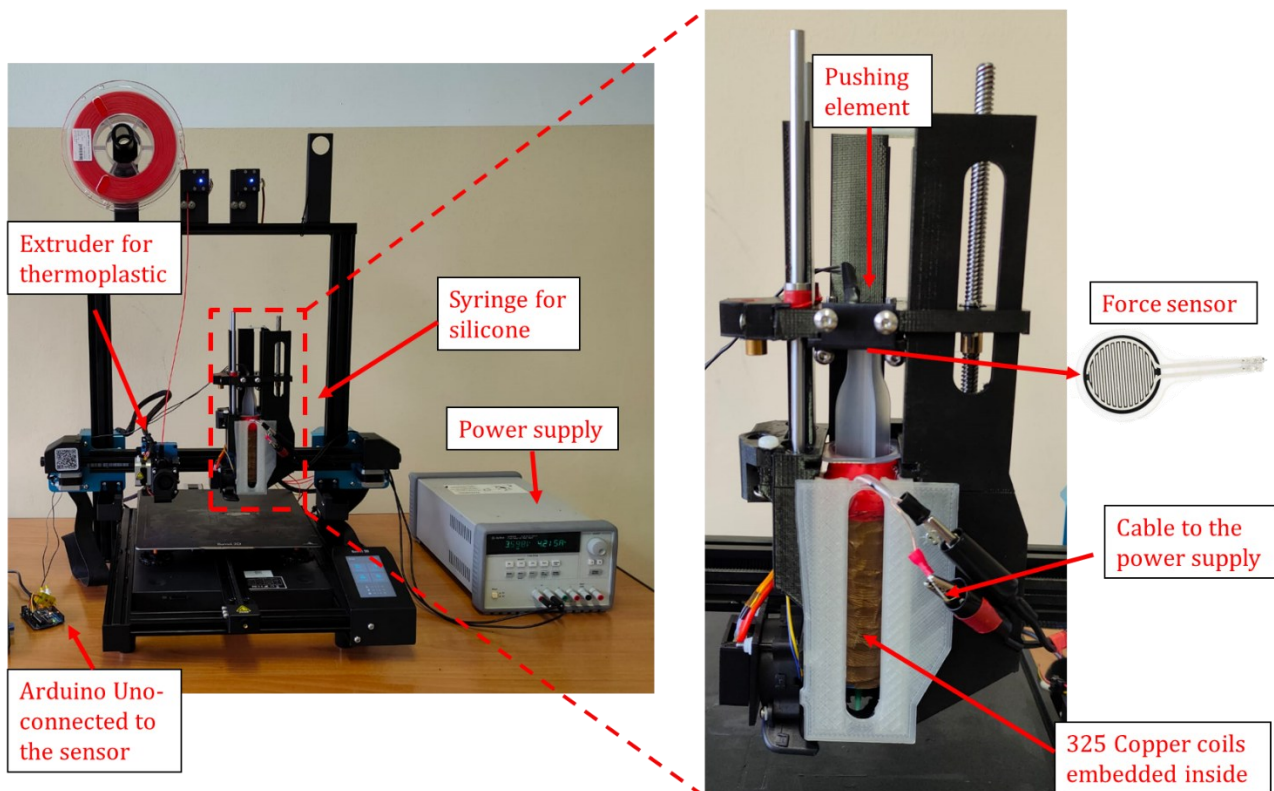 Extruder for
thermoplastic
Syringe for
silicone
Power supply
Arduino Uno-
connected to
the sensor
Pushing
element
Force sensor
Cable to the
power supply
325 Copper coils
embedded inside